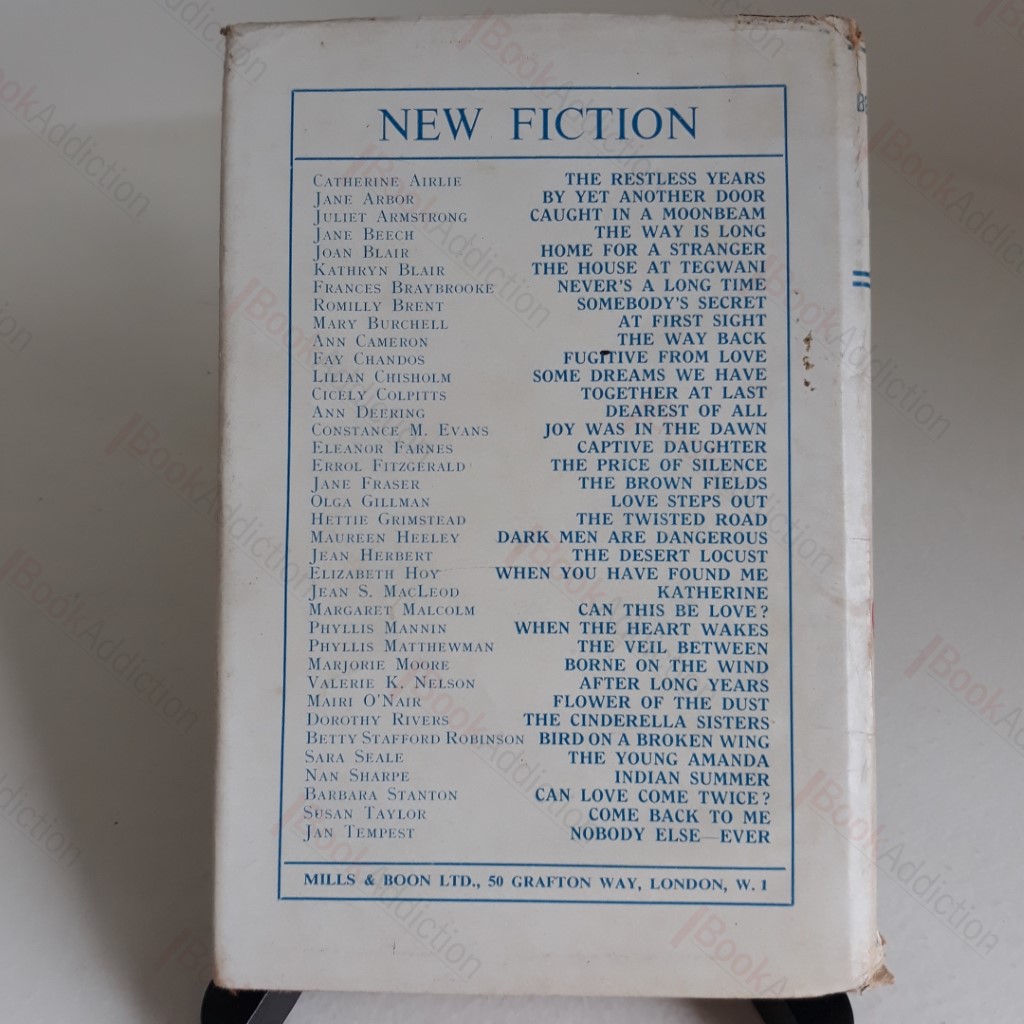 NEW FICTION
CATHERINE AIRLIE THE RESTLESS YEARS
JANE ARBOR BY YET ANOTHER DOOR
JULIET ARMSTRONG CAUGHT IN A MOONBEAM
JANE BEECH THE WAY IS LONG
JOAN BLAIR HOME FOR A STRANGER
KATHRYN BLAIR THE HOUSE AT TEGWANI
FRANCES BRAYBROOKE NEVER'S A LONG TIME
ROMILLY BRENT SOMEBODY'S SECRET
MARY BURCHELL AT FIRST SIGHT
ANN CAMERON THE WAY BACK
FAY CHANDOS FUGITIVE FROM LOVE
LILIAN CHISHOLM SOME DREAMS WE HAVE
CICELY COLPITTS TOGETHER AT LAST
ANN DEERING DEAREST OF ALL
CONSTANCE M. EVANS JOY WAS IN THE DAWN
ELEANOR FARNES CAPTIVE DAUGHTER
ERROL FITZGERALD THE PRICE OF SILENCE
JANE FRASER THE BROWN FIELDS
OLGA GILLMAN LOVE STEPS OUT
HETTIE GRIMSTEAD THE TWISTED ROAD
MAUREEN HEELEY DARK MEN ARE DANGEROUS
JEAN HERBERT THE DESERT LOCUST
ELIZABETH HOY WHEN YOU HAVE FOUND ME
JEAN S. MACLEOD KATHERINE
MARGARET MALCOLM CAN THIS BE LOVE?
PHYLLIS MANNIN WHEN THE HEART WAKES
PHYLLIS MATTHEWMAN THE VEIL BETWEEN
MARJORIE MOORE BORNE ON THE WIND
VALERIE K. NELSON AFTER LONG YEARS
MAIRI O'NAIR FLOWER OF THE DUST
DOROTHY RIVERS THE CINDERELLA SISTERS
BETTY STAFFORD ROBINSON BIRD ON A BROKEN WING
SARA SEALE THE YOUNG AMANDA
NAN SHARPE INDIAN SUMMER
BARBARA STANTON CAN LOVE COME TWICE?
SUSAN TAYLOR COME BACK TO ME
JAN TEMPEST NOBODY ELSE—EVER
MILLS & BOON LTD., 50 GRAFTON WAY, LONDON, W.1
BookAddiction